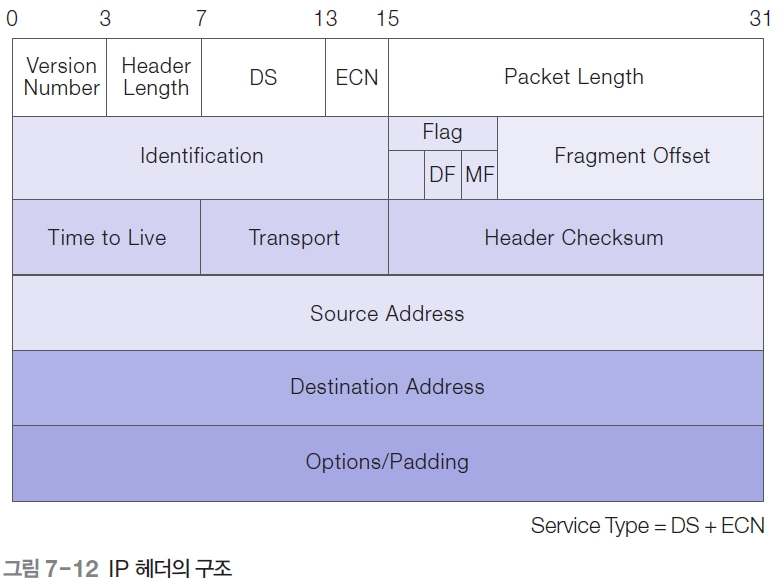 0 3 7 13 15 31
Version Number Header Length DS ECN Packet Length
Identification Flag DF MF Fragment Offset
Time to Live Transport Header Checksum
Source Address
Destination Address
Options/Padding
Service Type = DS + ECN
그림 7-12 IP 헤더의 구조